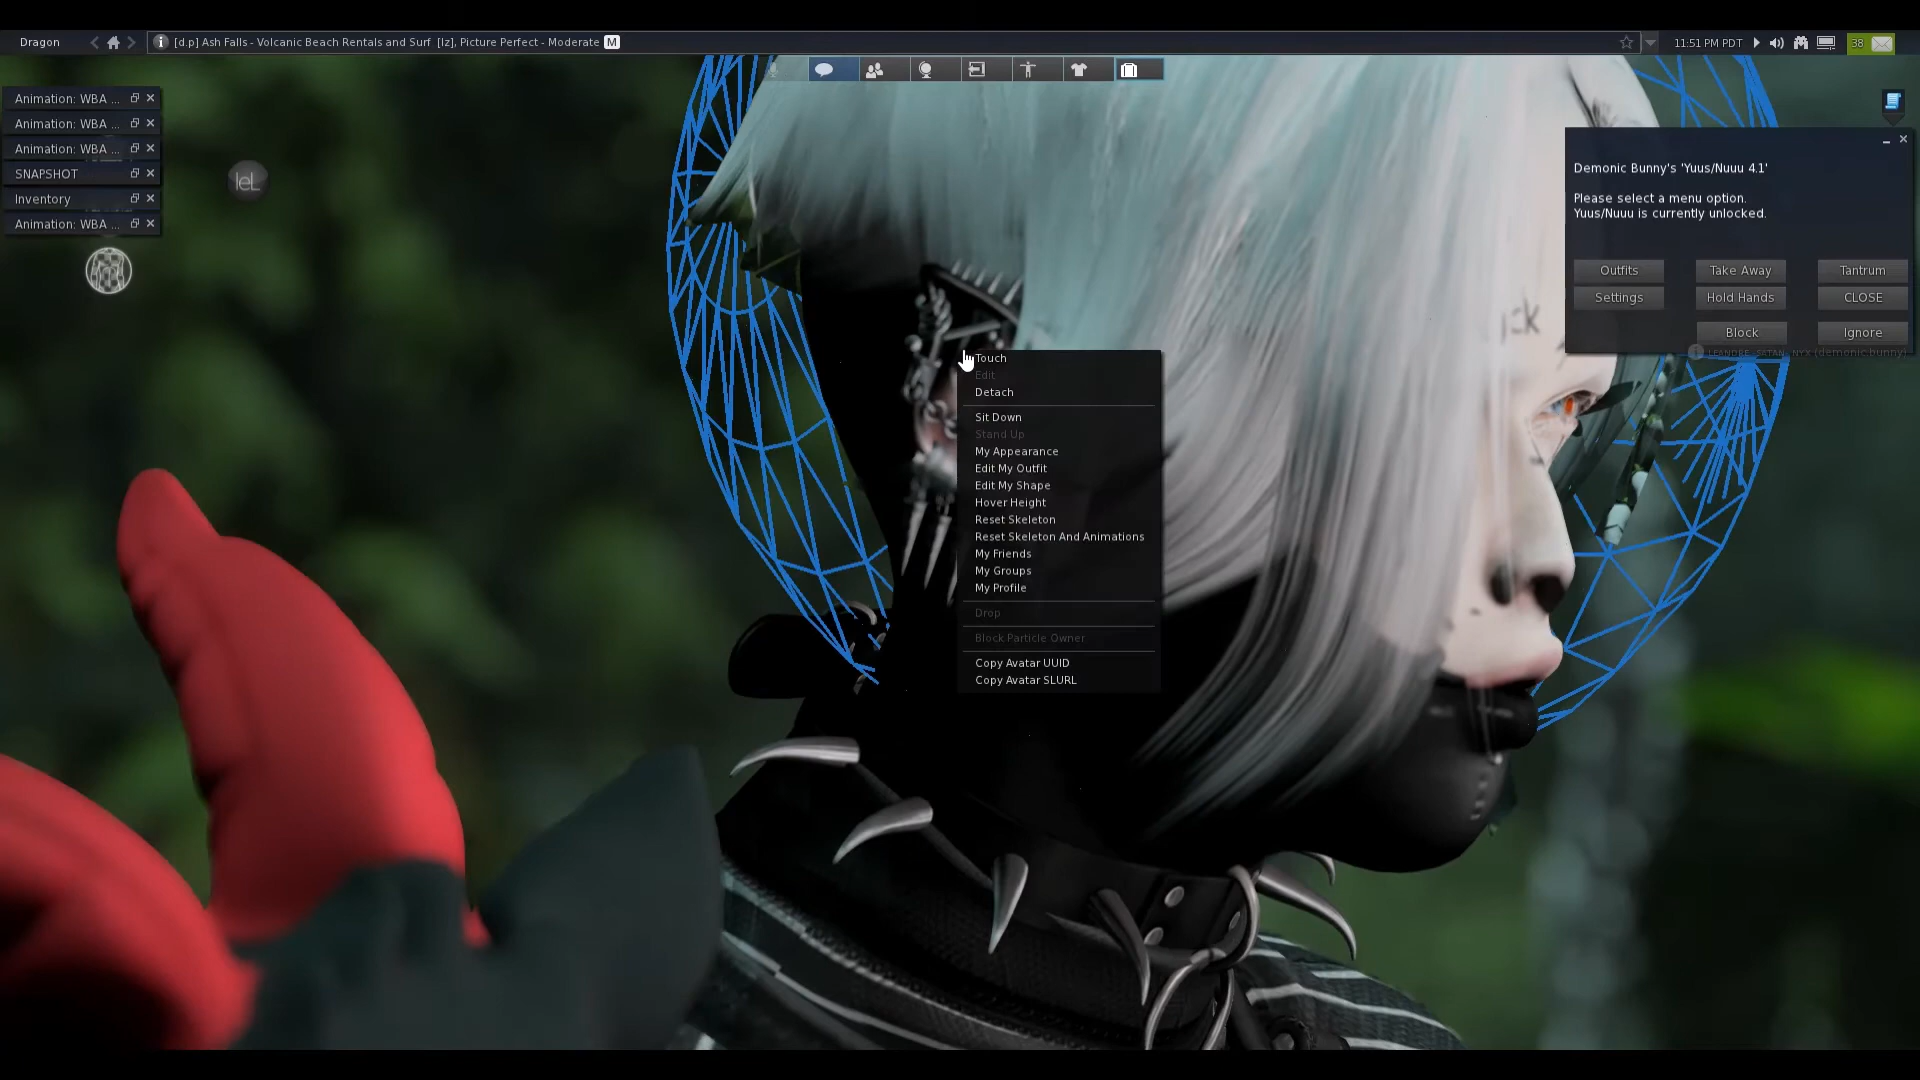 Dragon
[d.p] Ash Falls - Volcanic Beach Rentals and Surf [lz], Picture Perfect - Moderate M
11:51 PM PDT
38
Animation: WBA ...
Animation: WBA ...
Animation: WBA ...
SNAPSHOT
Inventory
Animation: WBA ...
leL
Demonic Bunny's 'Yuus/Nuuu 4.1'
Please select a menu option.
Yuus/Nuuu is currently unlocked.
Outfits
Take Away
Tantrum
Settings
Hold Hands
CLOSE
Block
Ignore
Touch
Edit
Detach
Sit Down
Stand Up
My Appearance
Edit My Outfit
Edit My Shape
Hover Height
Reset Skeleton
Reset Skeleton And Animations
My Friends
My Groups
My Profile
Drop
Block Particle Owner
Copy Avatar UUID
Copy Avatar SLURL